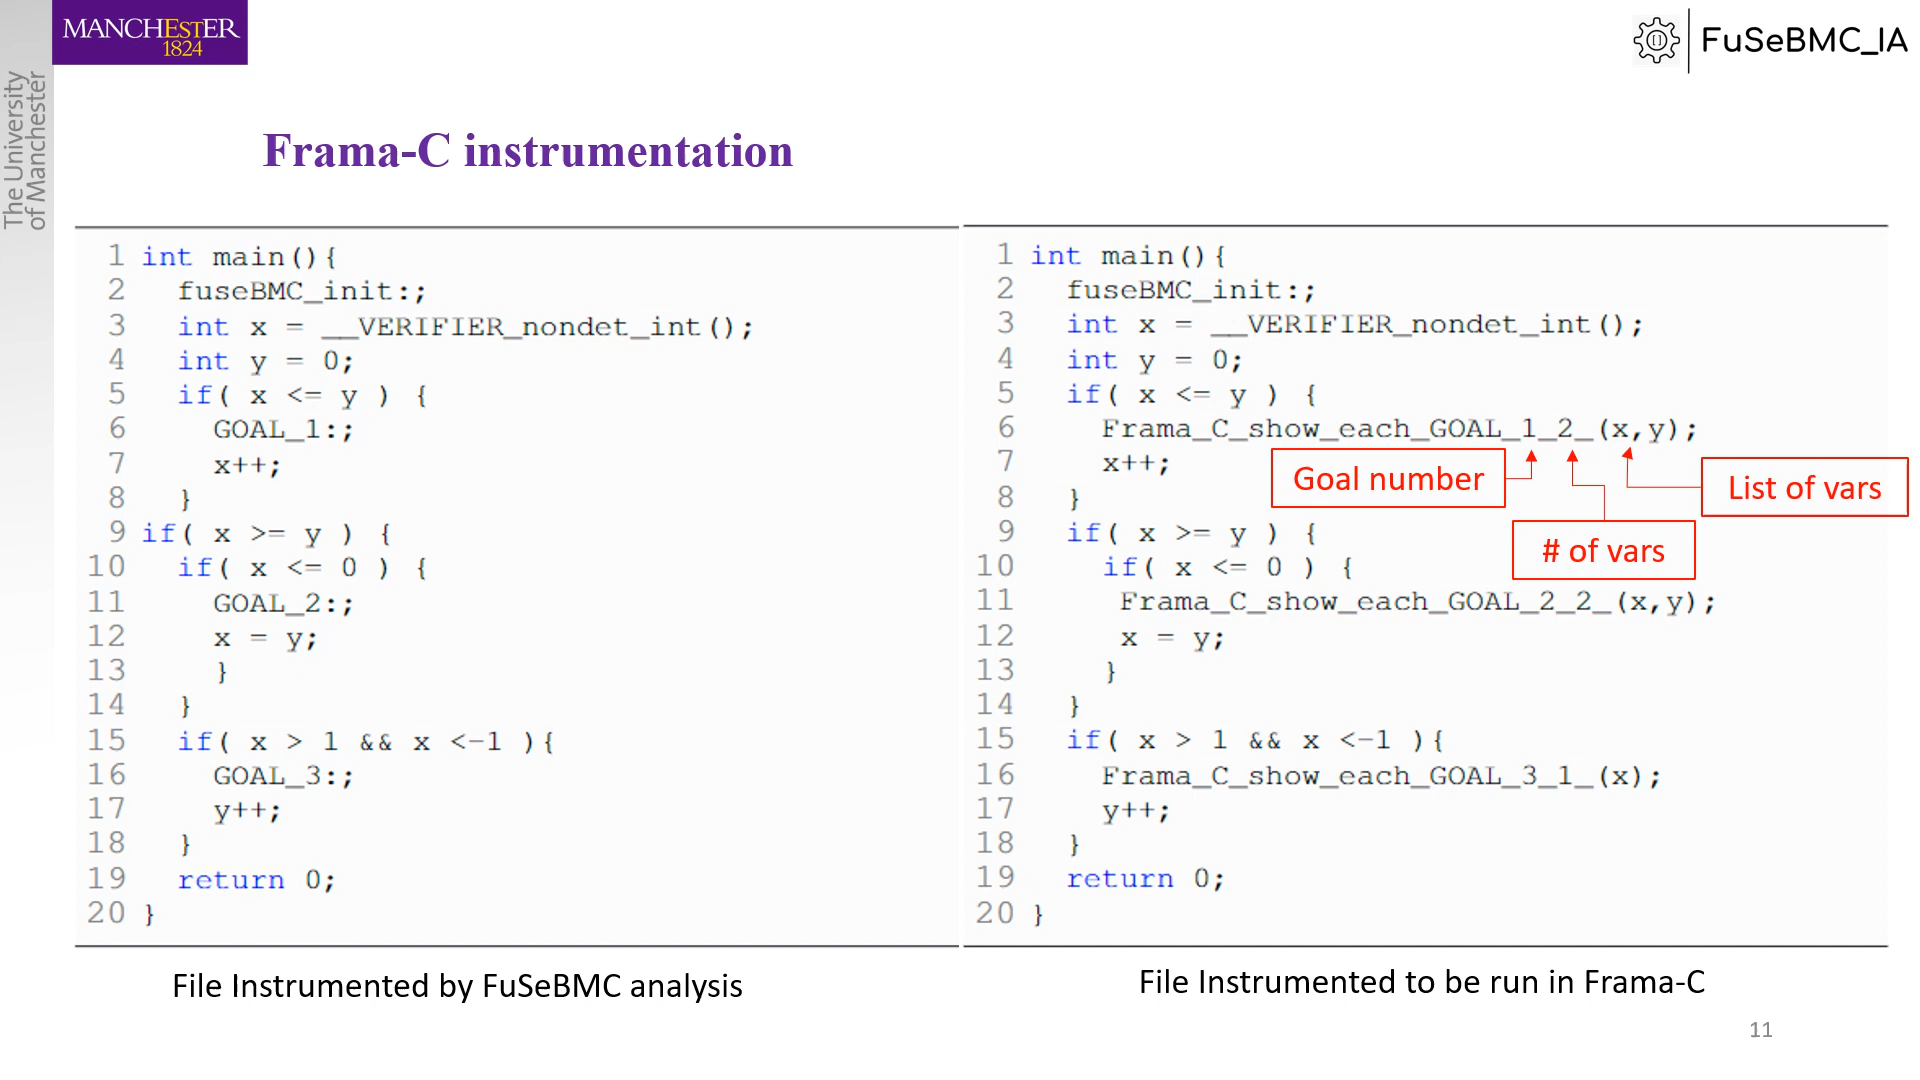 MANCHESTER
1824
The University
of Manchester
[] FuSeBMC_IA
Frama-C instrumentation
1 int main(){
2 fuseBMC_init:;
3 int x = __VERIFIER_nondet_int();
4 int y = 0;
5 if( x <= y ) {
6 GOAL_1:;
7 x++;
8 }
9 if( x >= y ) {
10 if( x <= 0 ) {
11 GOAL_2:;
12 x = y;
13 }
14 }
15 if( x > 1 && x <-1 ){
16 GOAL_3:;
17 y++;
18 }
19 return 0;
20 }
File Instrumented by FuSeBMC analysis
1 int main(){
2 fuseBMC_init:;
3 int x = __VERIFIER_nondet_int();
4 int y = 0;
5 if( x <= y ) {
6 Frama_C_show_each_GOAL_1_2_(x,y);
7 x++;
8 }
9 if( x >= y ) {
10 if( x <= 0 ) {
11 Frama_C_show_each_GOAL_2_2_(x,y);
12 x = y;
13 }
14 }
15 if( x > 1 && x <-1 ){
16 Frama_C_show_each_GOAL_3_1_(x);
17 y++;
18 }
19 return 0;
20 }
Goal number
List of vars
# of vars
File Instrumented to be run in Frama-C
11